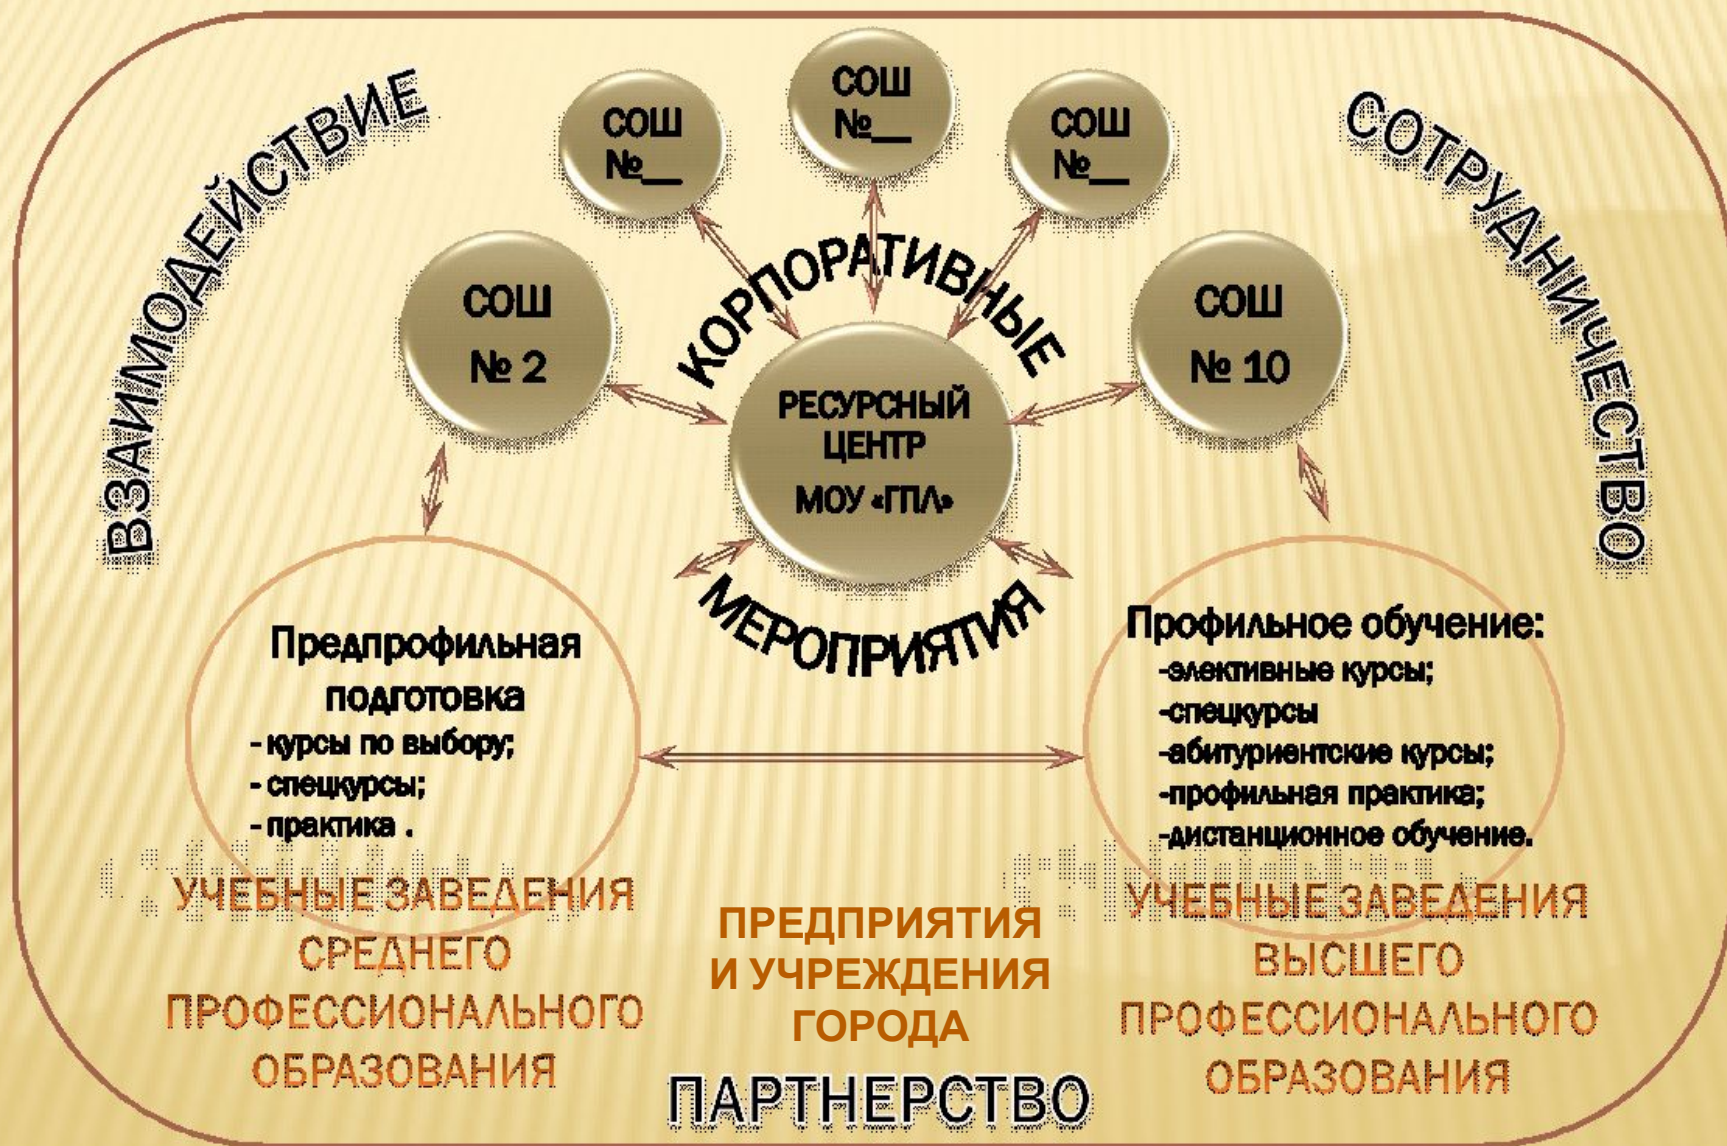 ВЗАИМОДЕЙСТВИЕ
СОТРУДНИЧЕСТВО
СОШ
№__
СОШ
№__
СОШ
№__
СОШ
№ 2
КОРПОРАТИВНЫЕ
СОШ
№ 10
РЕСУРСНЫЙ
ЦЕНТР
МОУ «ГПЛ»
МЕРОПРИЯТИЯ
Предпрофильная
подготовка
- курсы по выбору;
- спецкурсы;
- практика .
Профильное обучение:
-элективные курсы;
-спецкурсы
-абитуриентские курсы;
-профильная практика;
-дистанционное обучение.
УЧЕБНЫЕ ЗАВЕДЕНИЯ
СРЕДНЕГО
ПРОФЕССИОНАЛЬНОГО
ОБРАЗОВАНИЯ
ПРЕДПРИЯТИЯ
И УЧРЕЖДЕНИЯ
ГОРОДА
УЧЕБНЫЕ ЗАВЕДЕНИЯ
ВЫСШЕГО
ПРОФЕССИОНАЛЬНОГО
ОБРАЗОВАНИЯ
ПАРТНЕРСТВО